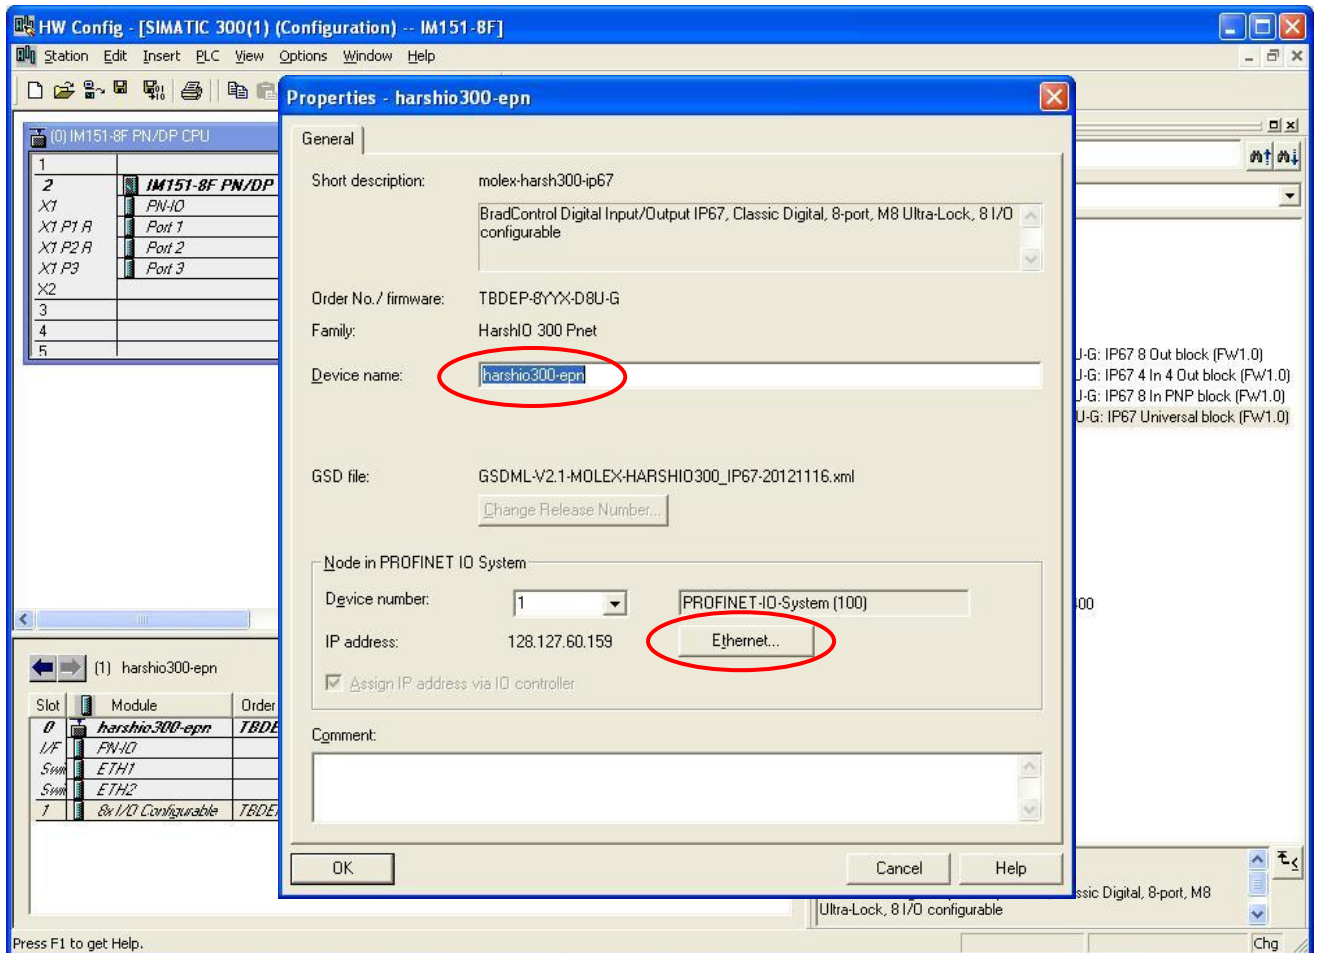 HW Config - [SIMATIC 300(1) (Configuration) -- IM151-8F]
Station Edit Insert PLC View Options Window Help
(0) IM151-8F PN/DP CPU
1
2 IM151-8F PN/DP
X1 PN-IO
X1 P1 R Port 1
X1 P2 R Port 2
X1 P3 Port 3
X2
3
4
5
Properties - harshio300-epn
General
Short description: molex-harsh300-ip67
BradControl Digital Input/Output IP67, Classic Digital, 8-port, M8 Ultra-Lock, 8 I/O
configurable
Order No./ firmware: TBDEP-8YYX-D8U-G
Family: HarshIO 300 Pnet
Device name: harshio300-epn
GSD file: GSDML-V2.1-MOLEX-HARSHIO300_IP67-20121116.xml
Change Release Number...
Node in PROFINET IO System
Device number: 1 PROFINET-IO-System (100)
IP address: 128.127.60.159 Ethernet...
Assign IP address via IO controller
Comment:
OK Cancel Help
J-G: IP67 8 Out block (FW1.0)
J-G: IP67 4 In 4 Out block (FW1.0)
J-G: IP67 8 In PNP block (FW1.0)
U-G: IP67 Universal block (FW1.0)
00
(1) harshio300-epn
Slot Module Order
0 harshio300-epn TBDE
I/F PN-IO
Swi ETH1
Swi ETH2
1 8x I/O Configurable TBDE
ssic Digital, 8-port, M8
Ultra-Lock, 8 I/O configurable
Press F1 to get Help. Chg